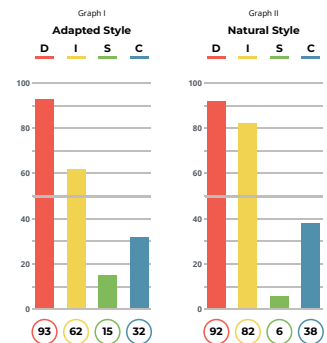 Graph I
Adapted Style
D I S C
100
80
60
40
20
0
93 62 15 32
Graph II
Natural Style
D I S C
100
80
60
40
20
0
92 82 6 38